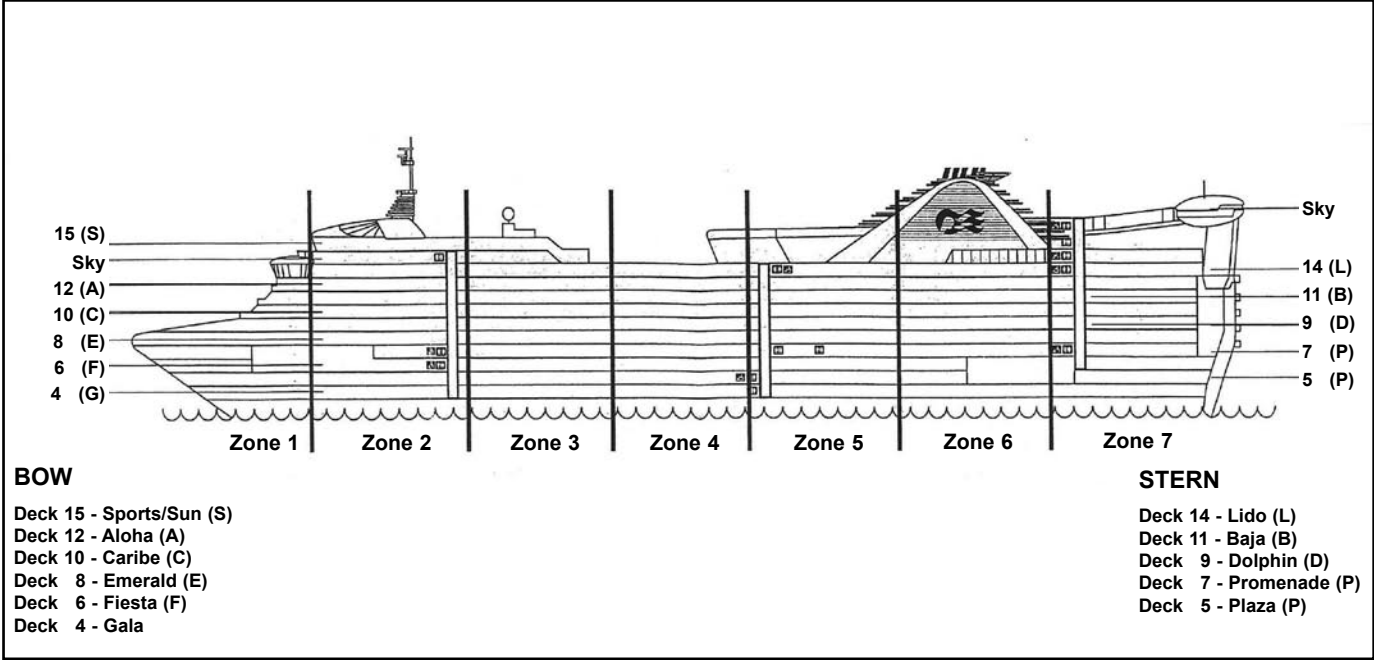 15 (S)
Sky
12 (A)
10 (C)
8 (E)
6 (F)
4 (G)
Sky
14 (L)
11 (B)
9 (D)
7 (P)
5 (P)
Zone 1
Zone 2
Zone 3
Zone 4
Zone 5
Zone 6
Zone 7
BOW
Deck 15 - Sports/Sun (S)
Deck 12 - Aloha (A)
Deck 10 - Caribe (C)
Deck 8 - Emerald (E)
Deck 6 - Fiesta (F)
Deck 4 - Gala
STERN
Deck 14 - Lido (L)
Deck 11 - Baja (B)
Deck 9 - Dolphin (D)
Deck 7 - Promenade (P)
Deck 5 - Plaza (P)